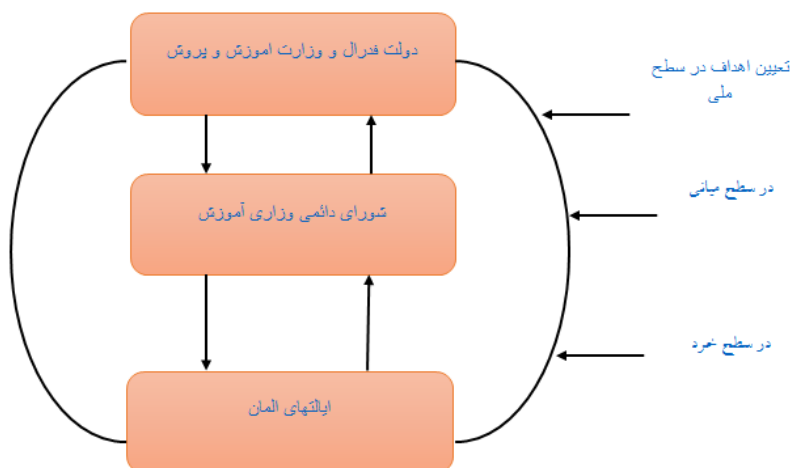 دولت فدرال و وزارت اموزش و پروش
تعیین اهداف در سطح
ملی
در سطح میانی
شورای دائمی وزاری آموزش
در سطح خرد
ایالتهای المان